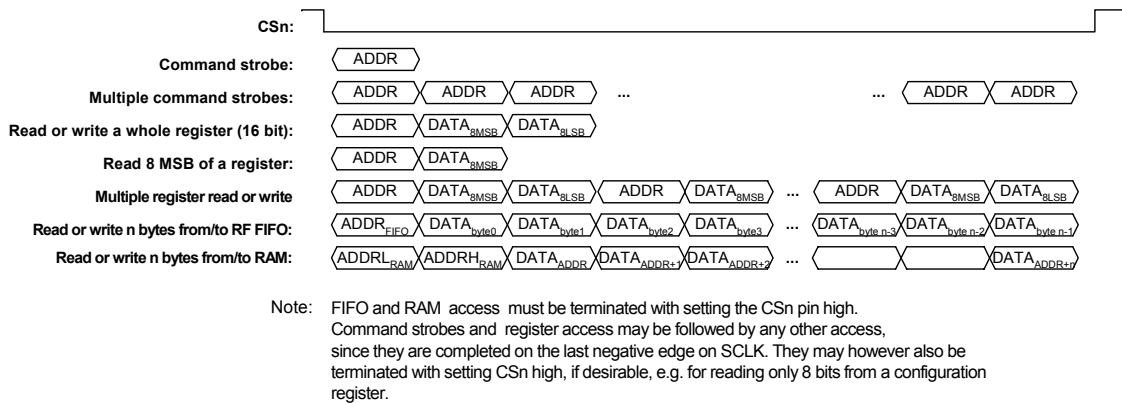 CSn:
Command strobe: ADDR
Multiple command strobes: ADDR ADDR ADDR ... ... ADDR ADDR
Read or write a whole register (16 bit): ADDR DATA8MSB DATA8LSB
Read 8 MSB of a register: ADDR DATA8MSB
Multiple register read or write ADDR DATA8MSB DATA8LSB ADDR DATA8MSB ... ADDR DATA8MSB DATA8LSB
Read or write n bytes from/to RF FIFO: ADDRFIFO DATAbyte0 DATAbyte1 DATAbyte2 DATAbyte3 ... DATAbyte n-3 DATAbyte n-2 DATAbyte n-1
Read or write n bytes from/to RAM: ADDRLRAM ADDRHRAM DATAADDR DATAADDR+1 DATAADDR+2 ... DATAADDR+n
Note: FIFO and RAM access must be terminated with setting the CSn pin high.
Command strobes and register access may be followed by any other access,
since they are completed on the last negative edge on SCLK. They may however also be
terminated with setting CSn high, if desirable, e.g. for reading only 8 bits from a configuration
register.